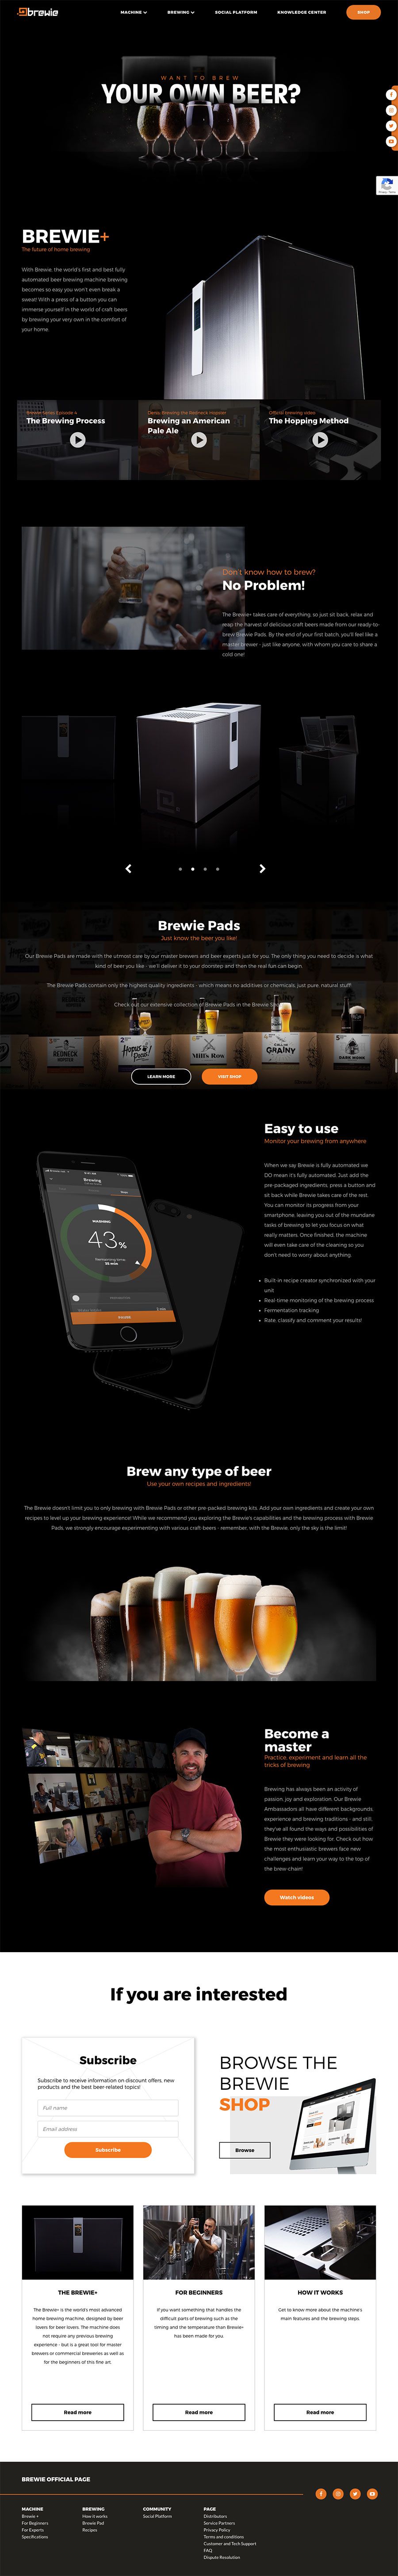 brewie
MACHINE
BREWING
SOCIAL PLATFORM
KNOWLEDGE CENTER
SHOP
WANT TO BREW
YOUR OWN BEER?
Privacy - Terms
BREWIE+
The future of home brewing
With Brewie, the world's first and best fully
automated beer brewing machine brewing
becomes so easy you won't even break a
sweat! With a press of a button you can
immerse yourself in the world of craft beers
by brewing your very own in the comfort of
your home.
The Brewing Process
Brewing an American
Pale Ale
Official brewing video
The Hopping Method
Don't know how to brew?
No Problem!
The Brewie+ takes care of everything, so just sit back, relax and
reap the harvest of delicious craft beers made from our ready-to-
brew Brewie Pads. By the end of your first batch, you'll feel like a
master brewer - just like anyone, with whom you care to share a
cold one!
Brewie Pads
Just know the beer you like!
Our Brewie Pads are made with the utmost care by our master brewers and beer experts just for you. The only thing you need to decide is what
kind of beer you like - we'll deliver it to your doorstep and then the real fun can begin.
The Brewie Pads contain only the highest quality ingredients - which means no additives or chemicals, just pure, natural stuff!
Check out our extensive collection of Brewie Pads in the Brewie
REDNECK
Hopus
Pocus!
Mill's Row
GRAINY
DARK HORSE
LEARN MORE
VISIT SHOP
Easy to use
Monitor your brewing from anywhere
When we say Brewie is fully automated we
DO mean it's fully automated. Just add the
pre-packaged ingredients, press a button and
sit back while Brewie takes care of the rest.
You can monitor its progress from your
smartphone, leaving you out of the mundane
tasks of brewing to let you focus on what
really matters. Once finished, the machine
will even take care of the cleaning so you
don't need to worry about anything.
Built-in recipe creator synchronized with your
unit
Real time monitoring of the brewing process
Fermentation tracking
Rate, classify and comment your results!
Brewing
WASHING
43%
PAUSE
Brew any type of beer
Use your own recipes and ingredients!
The Brewie doesn't limit you to only brewing with Brewie Pads or other pre-packed brewing kits. Add your own ingredients and create your own
recipes to level up your brewing experience! While we recommend you exploring the Brewie's capabilities and the brewing process with Brewie
Pads, we strongly encourage experimenting with various craft-beers - remember, with the Brewie, only the sky is the limit!
Become a
master
Practice, experiment and learn all the
tricks of brewing
Brewing has always been an activity of
passion, joy and exploration. Our Brewie
Ambassadors all have different backgrounds,
experience and brewing traditions - and still,
they've all found the ways and possibilities of
Brewie they were looking for. Check out how
the most enthusiastic brewers face new
challenges and learn your way to the top of
the brew-chain!
Watch videos
If you are interested
Subscribe
Subscribe to receive information on discount offers, new
products and the best beer-related topics!
Full name
Email address
Subscribe
BROWSE THE
BREWIE
SHOP
Browse
THE BREWIE+
The Brewie+ is the world's most advanced
home brewing machine, designed by beer
lovers for beer lovers. The machine does
not require any previous brewing
experience - but is a great tool for master
brewers or commercial breweries as well as
for the beginners of this fine art.
Read more
FOR BEGINNERS
If you want something that handles the
difficult parts of brewing such as the
timing and the temperature than Brewie+
has been made for you.
Read more
HOW IT WORKS
Get to know more about the machine's
main features and the brewing steps.
Read more
BREWIE OFFICIAL PAGE
MACHINE
Brewie +
For Beginners
For Experts
Specifications
BREWING
How it works
Brewie Pad
Recipes
COMMUNITY
Social Platform
PAGE
Distributors
Service Partners
Privacy Policy
Terms and conditions
Customer and Tech Support
FAQ
Dispute Resolution